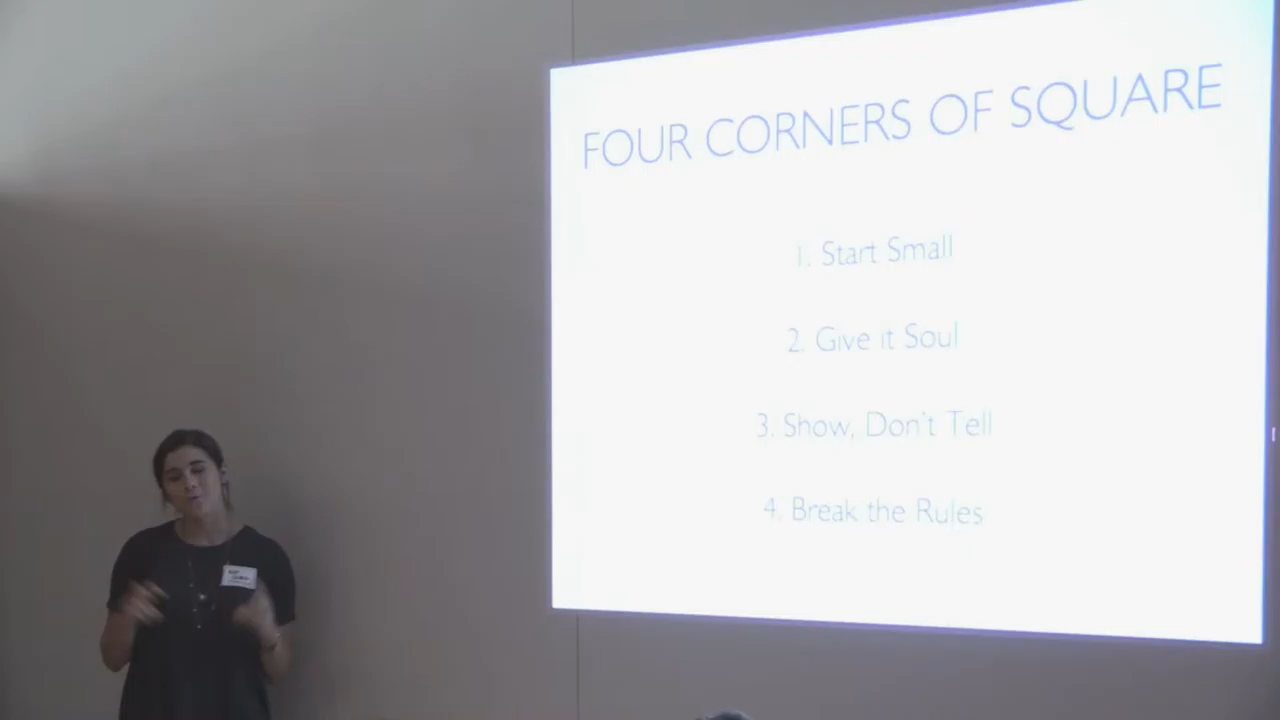 FOUR CORNERS OF SQUARE
1. Start Small
2. Give it Soul
3. Show, Don't Tell
4. Break the Rules